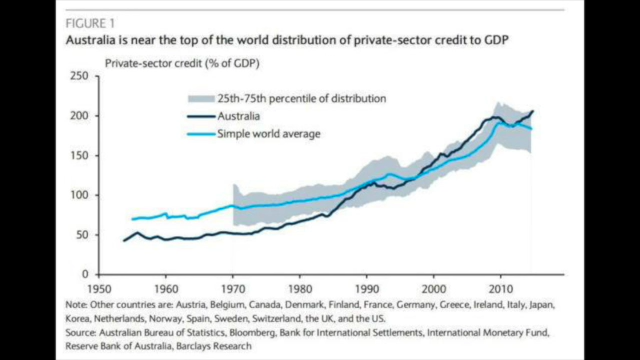 FIGURE 1
Australia is near the top of the world distribution of private-sector credit to GDP
Private-sector credit (% of GDP)
250
200
150
100
50
0
25th-75th percentile of distribution
Australia
Simple world average
1950 1960 1970 1980 1990 2000 2010
Note: Other countries are: Austria, Belgium, Canada, Denmark, Finland, France, Germany, Greece, Ireland, Italy, Japan,
Korea, Netherlands, Norway, Spain, Sweden, Switzerland, the UK, and the US.
Source: Australian Bureau of Statistics, Bloomberg, Bank for International Settlements, International Monetary Fund,
Reserve Bank of Australia, Barclays Research